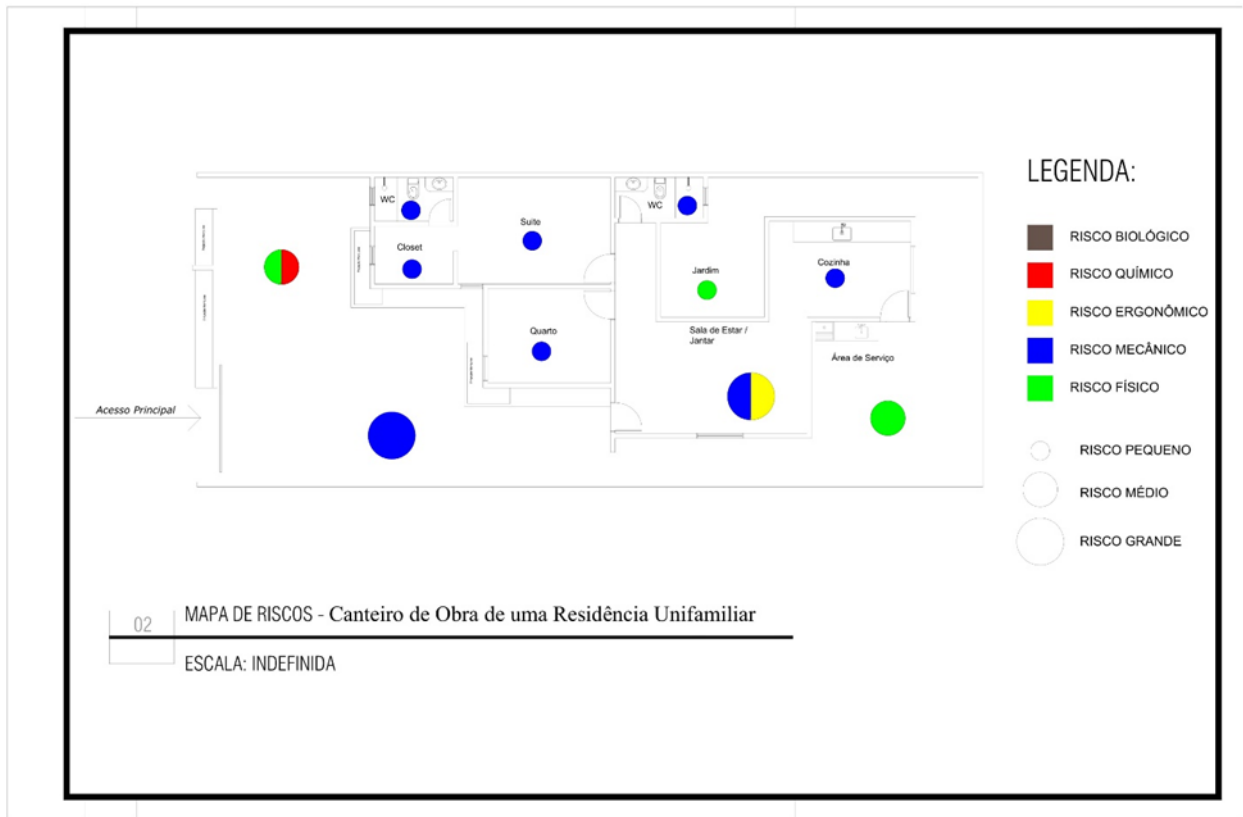 LEGENDA:
WC
WC
Suíte
Closet
Jardim
Cozinha
Quarto
Sala de Estar /
Jantar
Área de Serviço
Acesso Principal
RISCO BIOLÓGICO
RISCO QUÍMICO
RISCO ERGONÔMICO
RISCO MECÂNICO
RISCO FÍSICO
RISCO PEQUENO
RISCO MÉDIO
RISCO GRANDE
02
MAPA DE RISCOS - Canteiro de Obra de uma Residência Unifamiliar
ESCALA: INDEFINIDA